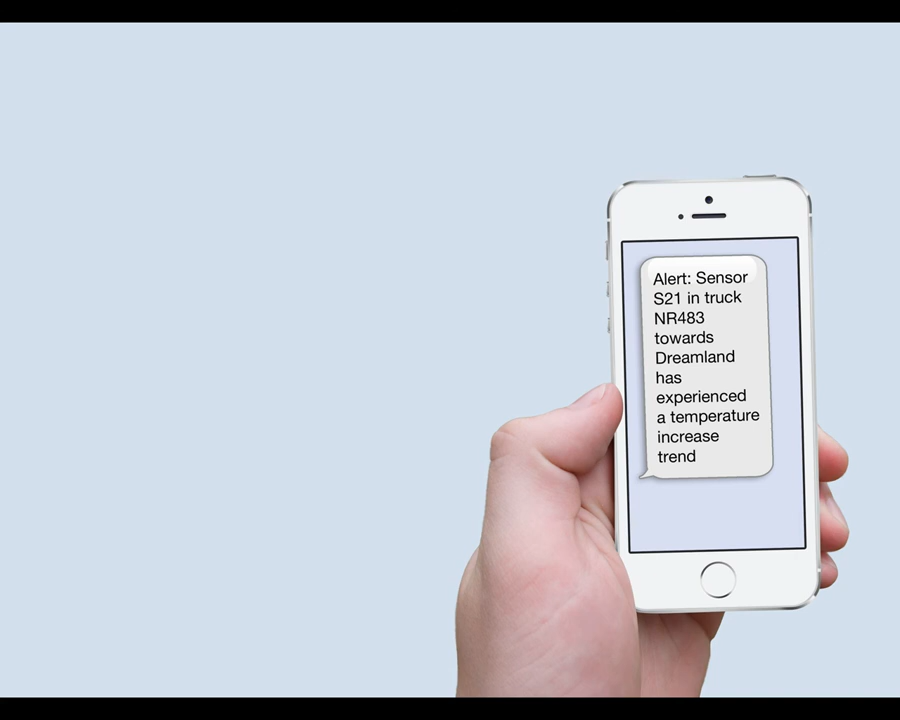 Alert: Sensor
S21 in truck
NR483
towards
Dreamland
has
experienced
a temperature
increase
trend